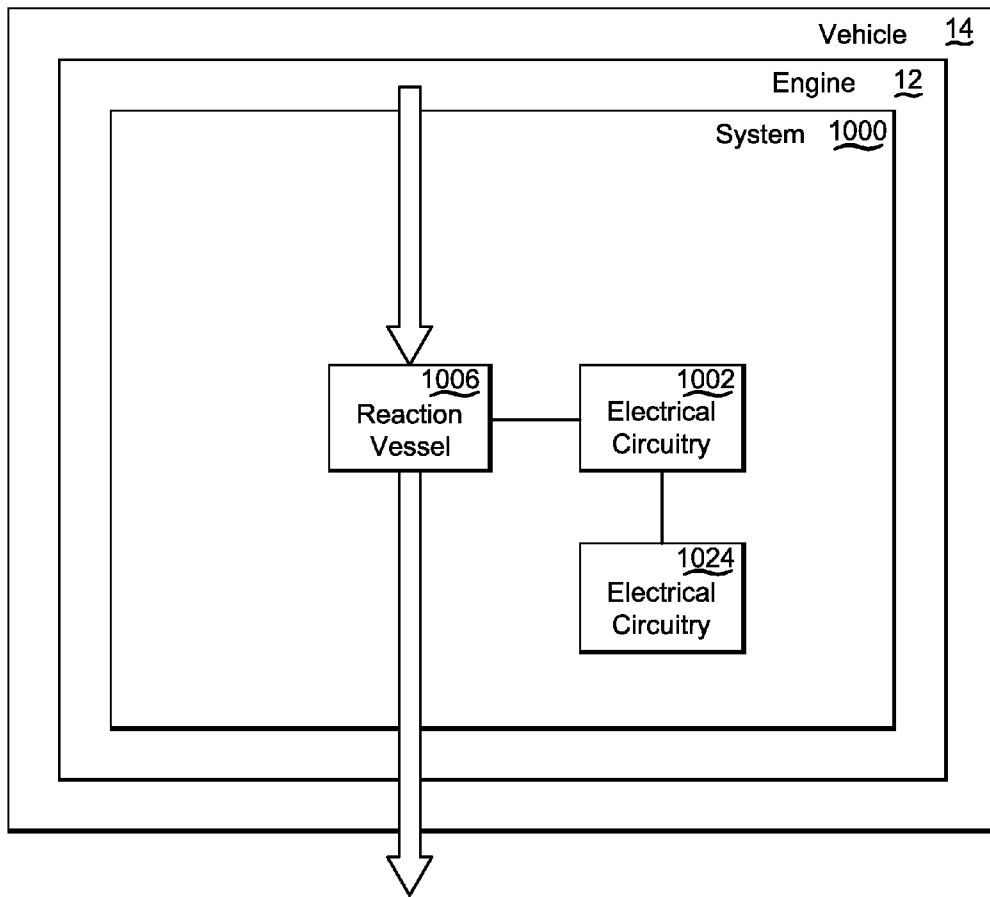 Vehicle 14
Engine 12
System 1000
1006
Reaction
Vessel
1002
Electrical
Circuitry
1024
Electrical
Circuitry